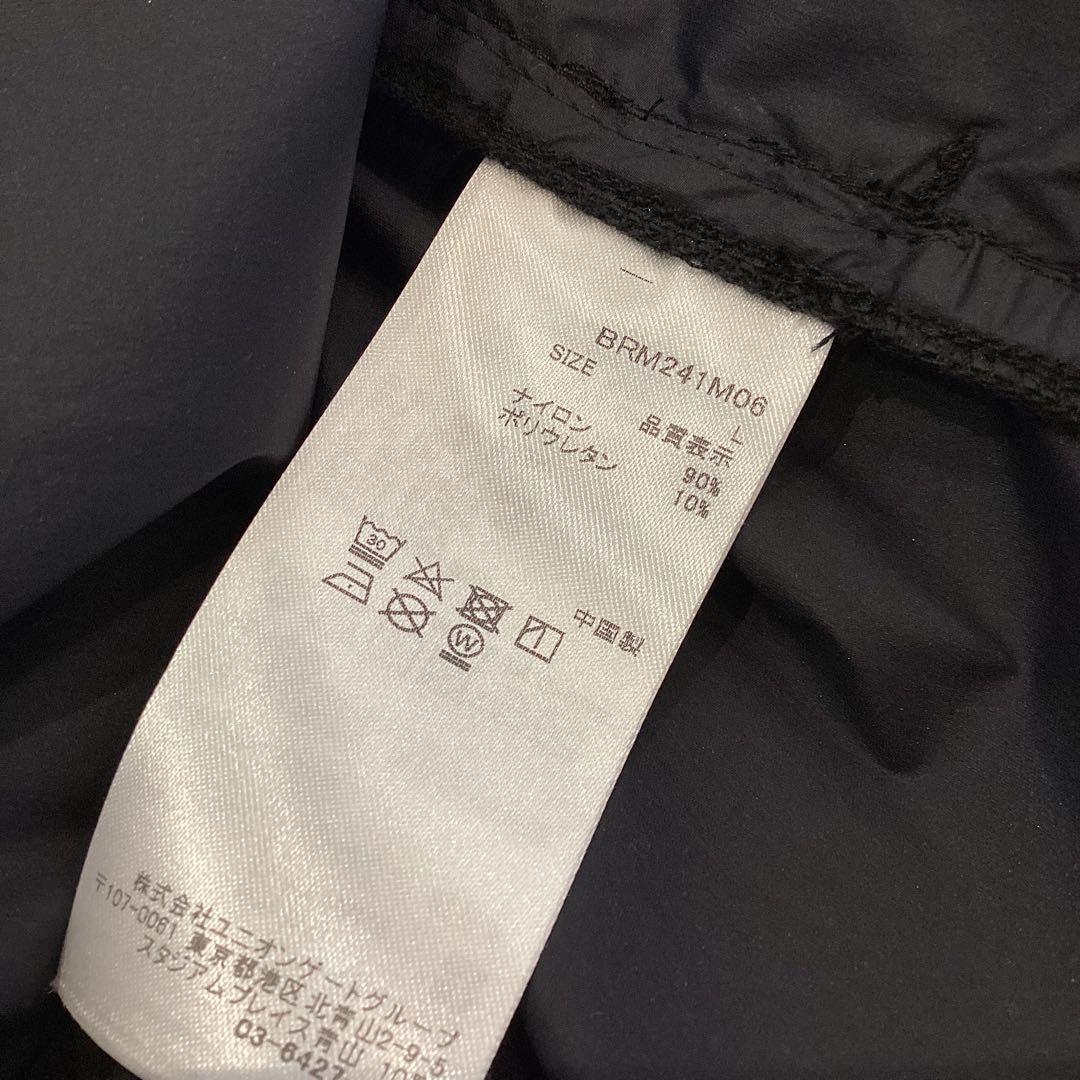 BRM241M06
SIZE L
品質表示
ナイロン 90%
ポリウレタン 10%
30
W
中国製
株式会社ユニオンゲートグループ
〒107-0061 東京都港区北青山2-9-5
スタジアムプレイス青山 10
03-6427